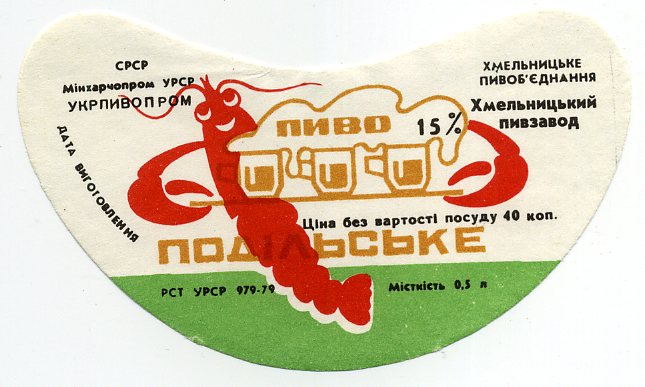 СРСР
Мінхарчопром УРСР
УКРПИВОПРОМ
ДАТА ВИГОТОВЛЕННЯ
ХМЕЛЬНИЦЬКЕ
ПИВОБ'ЄДНАННЯ
Хмельницький
пивзавод
ПИВО
15%
Ціна без вартості посуду 40 коп.
ПОДІЛЬСЬКЕ
РСТ УРСР 979-79
Місткість 0,5 л